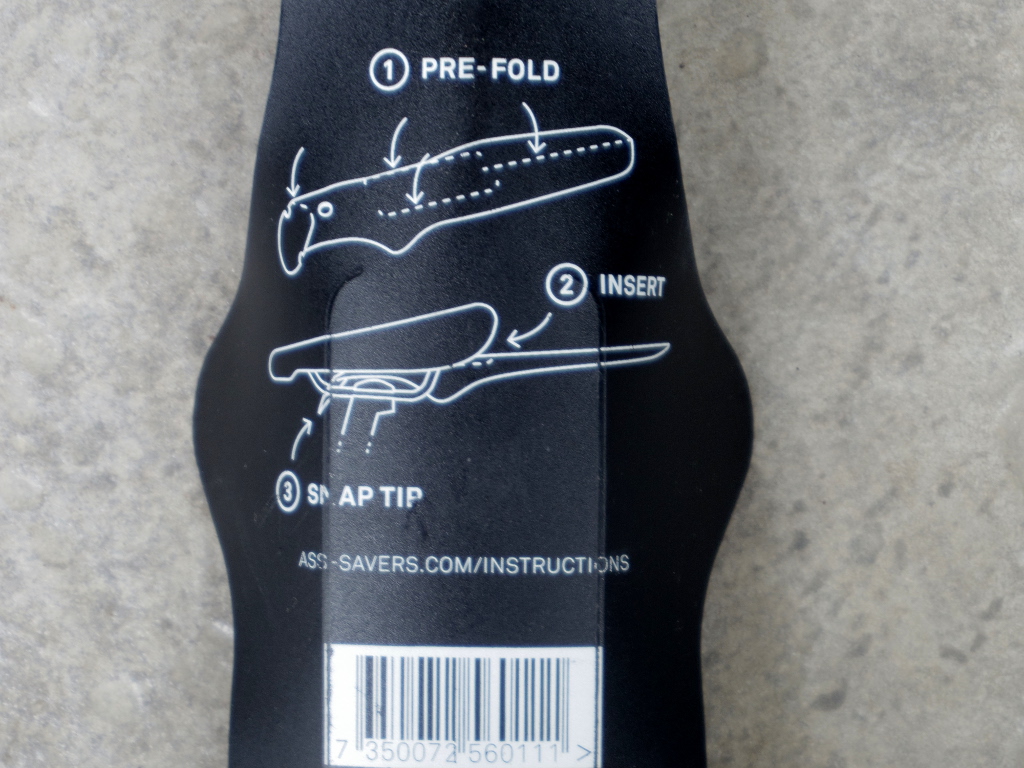 1 PRE-FOLD
2 INSERT
3 SNAP TIP
ASS-SAVERS.COM/INSTRUCTIONS
7 350072 560111 >